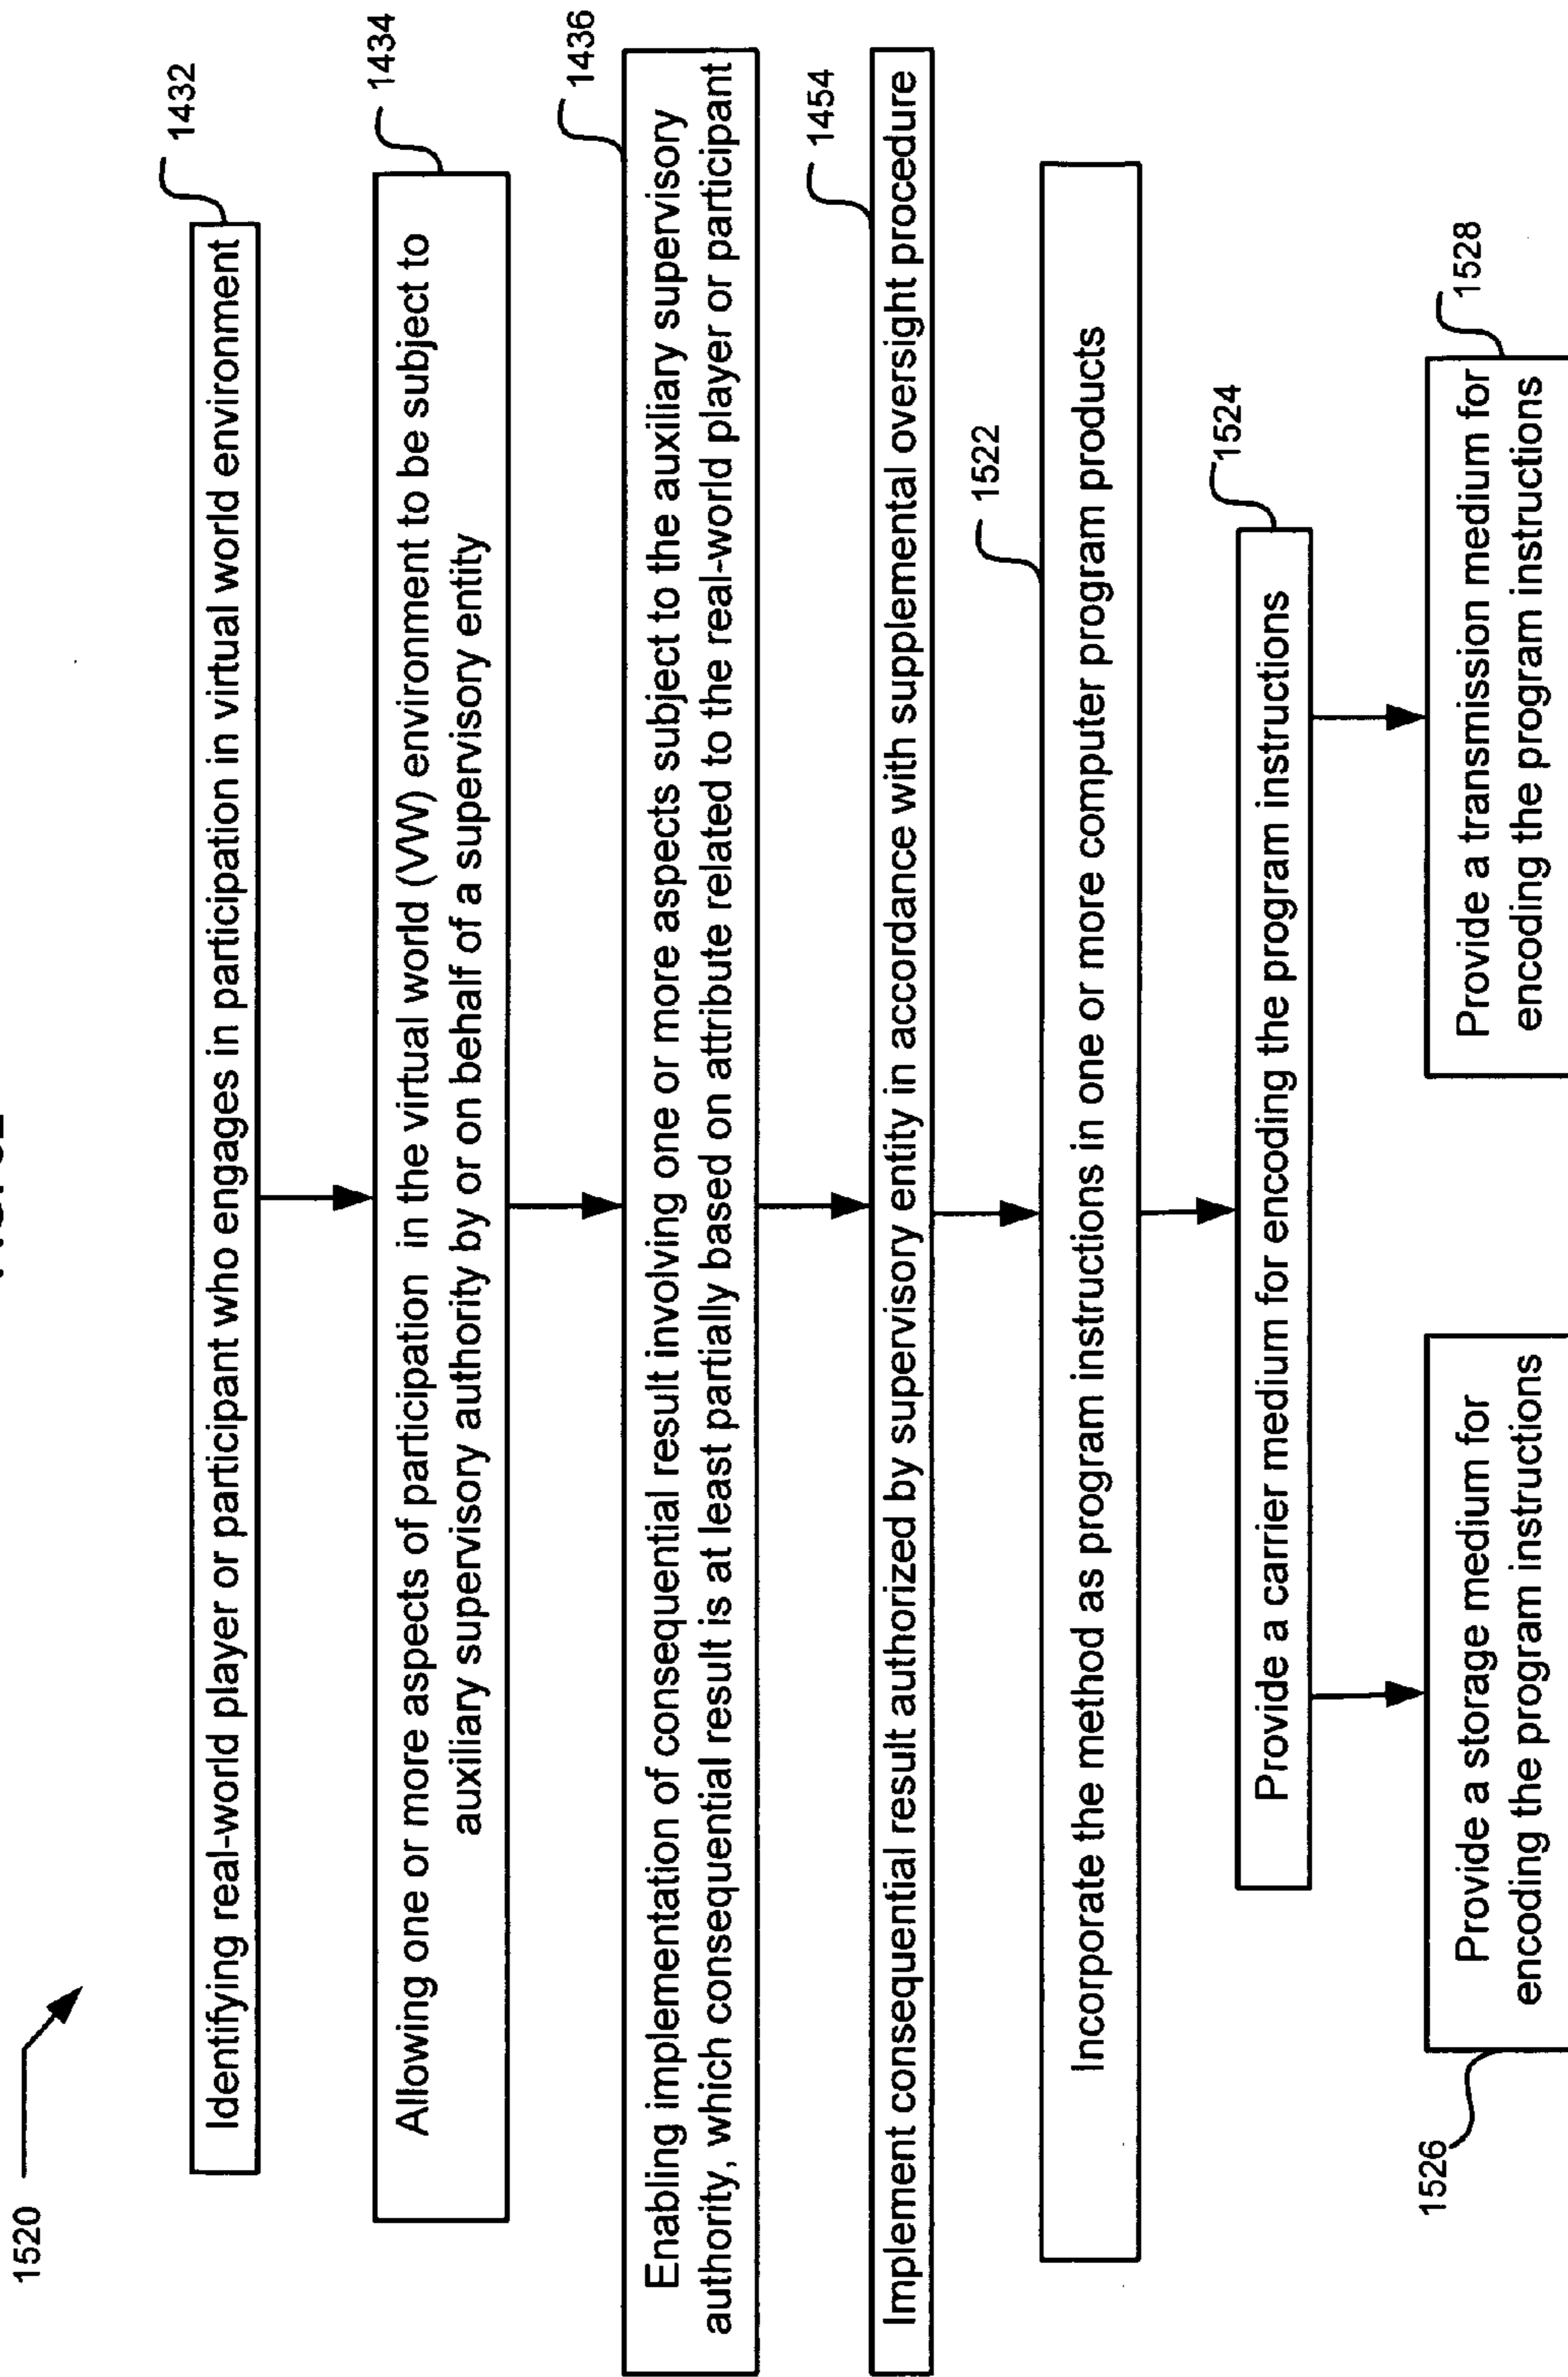 1520
Identifying real-world player or participant who engages in participation in virtual world environment
1432
Allowing one or more aspects of participation in the virtual world (VW) environment to be subject to
auxiliary supervisory authority by or on behalf of a supervisory entity
1434
Enabling implementation of consequential result involving one or more aspects subject to the auxiliary supervisory
authority, which consequential result is at least partially based on attribute related to the real-world player or participant
1436
Implement consequential result authorized by supervisory entity in accordance with supplemental oversight procedure
1454
Incorporate the method as program instructions in one or more computer program products
1522
Provide a carrier medium for encoding the program instructions
1524
Provide a storage medium for
encoding the program instructions
1526
Provide a transmission medium for
encoding the program instructions
1528